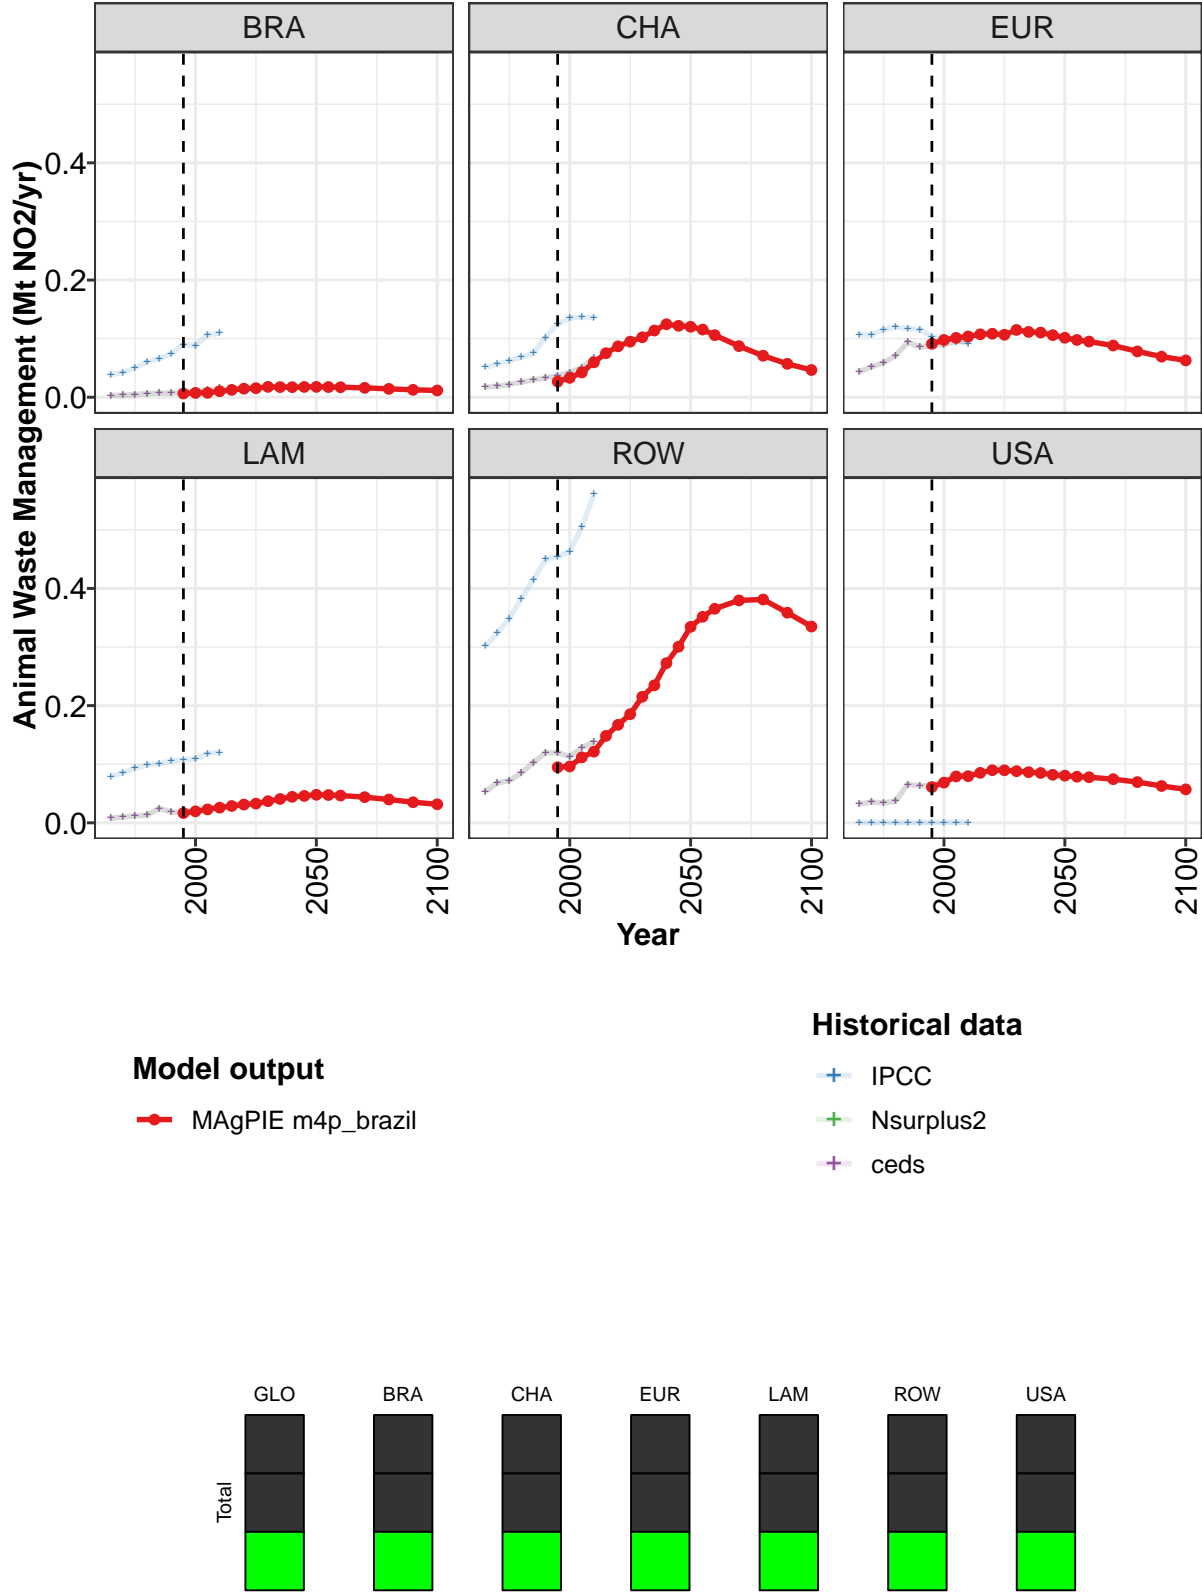 BRA CHA EUR
0.4
0.2
0.0
LAM ROW USA
0.4
0.2
0.0
Animal Waste Management (Mt NO2/yr)
2000 2050 2100 2000 2050 2100 2000 2050 2100
Year
Model output
MAgPIE m4p_brazil
Historical data
IPCC
Nsurplus2
ceds
GLO BRA CHA EUR LAM ROW USA
Total